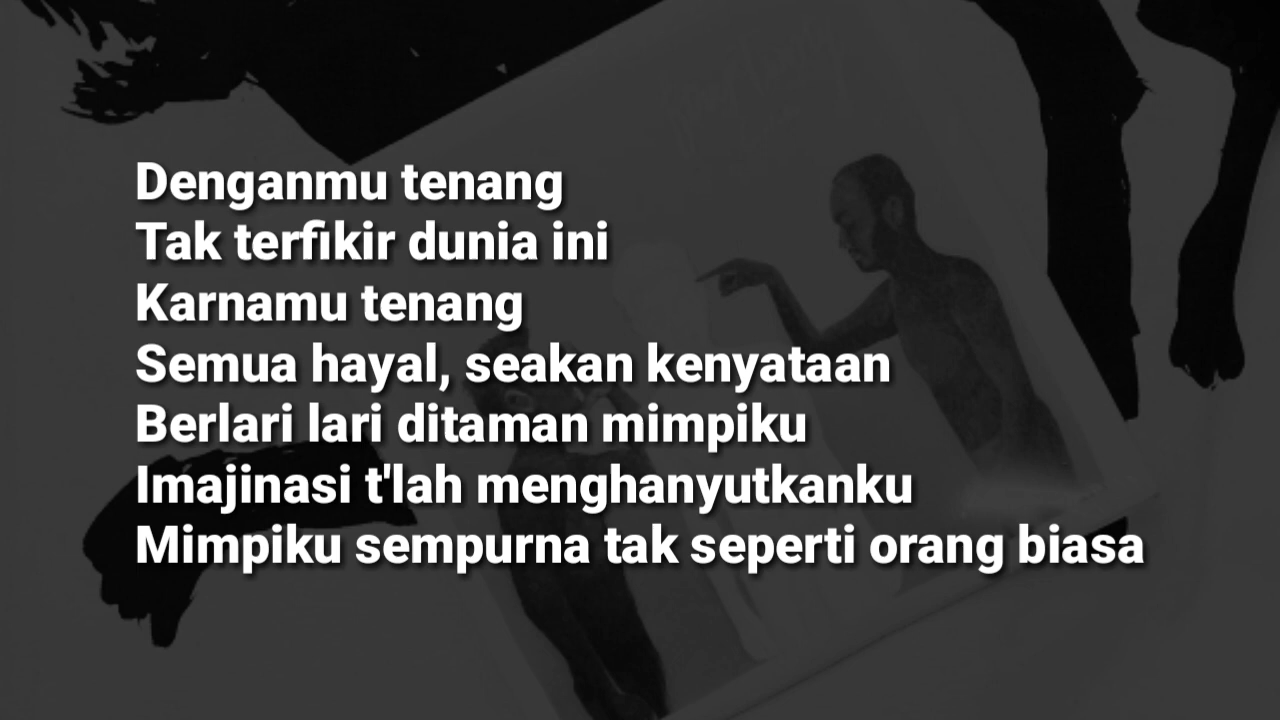 Denganmu tenang
Tak terfikir dunia ini
Karnamu tenang
Semua hayal, seakan kenyataan
Berlari lari ditaman mimpiku
Imajinasi t'lah menghanyutkanku
Mimpiku sempurna tak seperti orang biasa